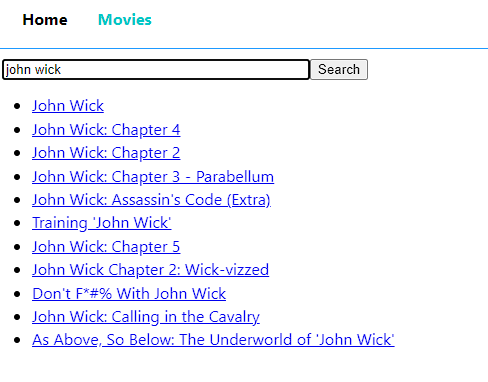 Home Movies
john wick Search
John Wick
John Wick: Chapter 4
John Wick: Chapter 2
John Wick: Chapter 3 - Parabellum
John Wick: Assassin's Code (Extra)
Training 'John Wick'
John Wick: Chapter 5
John Wick Chapter 2: Wick-vizzed
Don't F*#% With John Wick
John Wick: Calling in the Cavalry
As Above, So Below: The Underworld of 'John Wick'